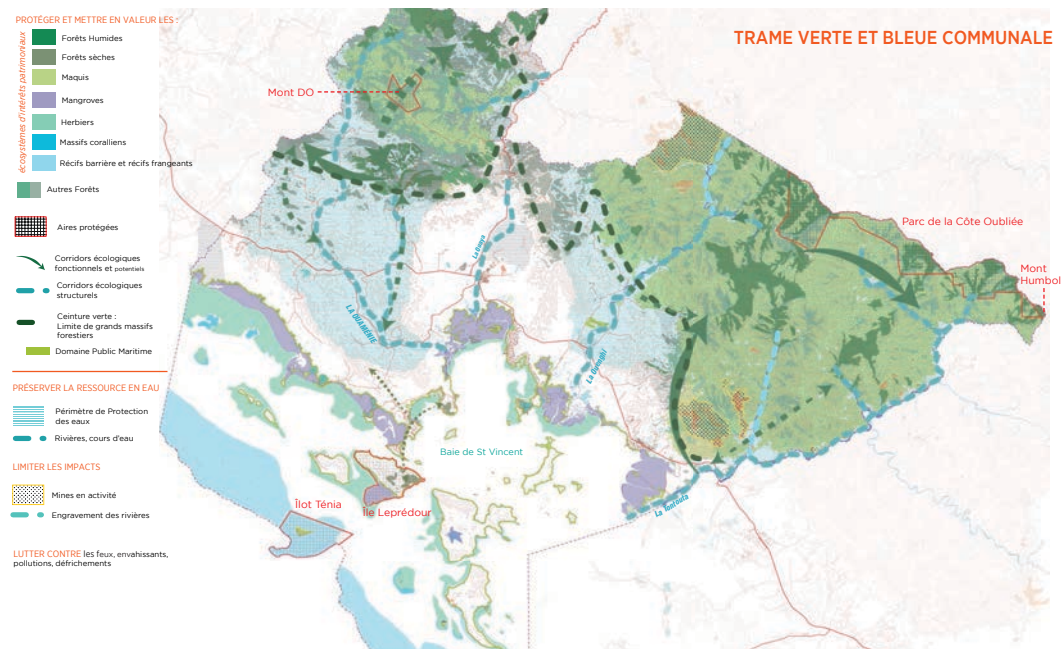 TRAME VERTE ET BLEUE COMMUNALE
PROTÉGER ET METTRE EN VALEUR LES :
écosystèmes d'intérêts patrimoniaux
Forêts Humides
Forêts sèches
Maquis
Mangroves
Herbiers
Massifs coralliens
Récifs barrière et récifs frangeants
Autres Forêts
Aires protégées
Corridors écologiques
fonctionnels et potentiels
Corridors écologiques
structurels
Ceinture verte :
Limite de grands massifs
forestiers
Domaine Public Maritime
PRÉSERVER LA RESSOURCE EN EAU
Périmètre de Protection
des eaux
Rivières, cours d'eau
LIMITER LES IMPACTS
Mines en activité
Engravement des rivières
LUTTER CONTRE les feux, envahissants,
pollutions, défrichements
Mont DO
Parc de la Côte Oubliée
Mont
Humbol
LA OUAMÉNIE
La Ouenghi
La Tontouta
Baie de St Vincent
Îlot Ténia
Île Leprédour